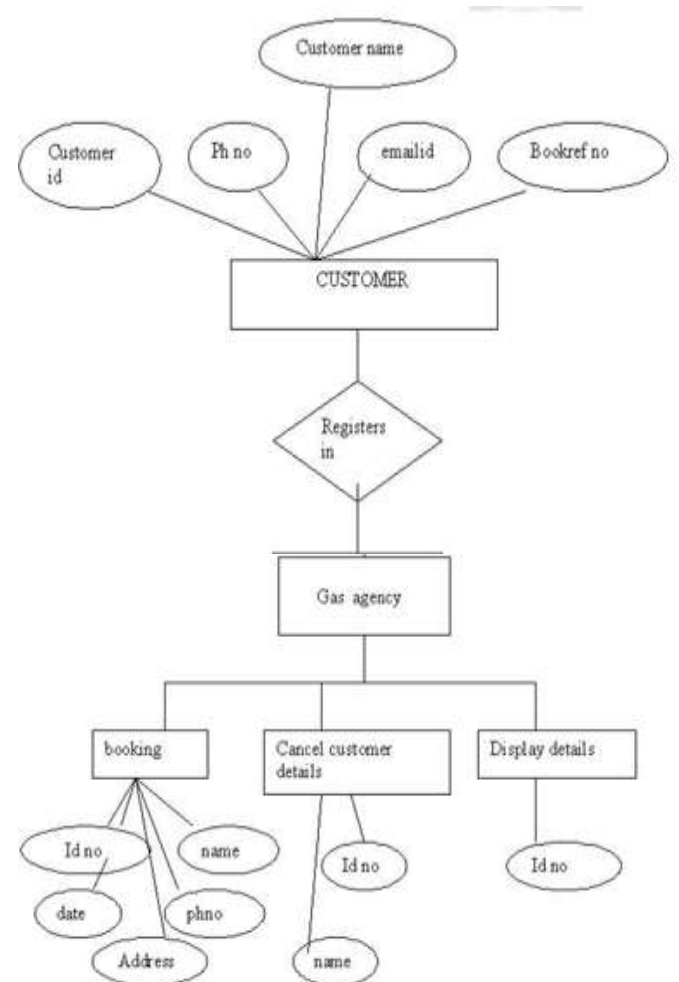 Customer name
Customer
id
Ph no
emailid
Bookref no
CUSTOMER
Registers
in
Gas agency
booking
Cancel customer
details
Display details
Id no
name
Id no
Id no
date
phno
Address
name